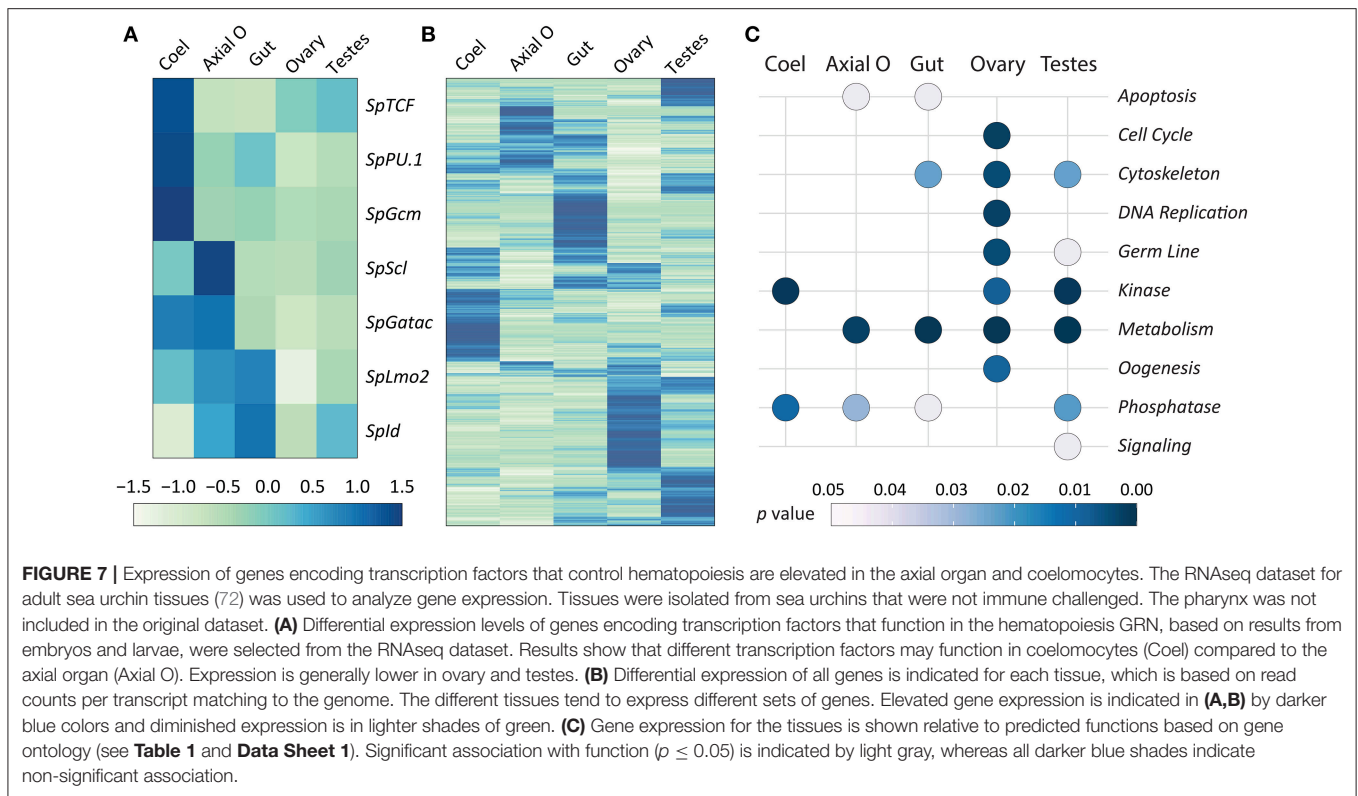 A
Coel Axial O Gut Ovary Testes
SpTCF
SpPU.1
SpGcm
SpScl
SpGatac
SpLmo2
SpId
−1.5 −1.0 −0.5 0.0 0.5 1.0 1.5
B
Coel Axial O Gut Ovary Testes
C
Coel Axial O Gut Ovary Testes
Apoptosis
Cell Cycle
Cytoskeleton
DNA Replication
Germ Line
Kinase
Metabolism
Oogenesis
Phosphatase
Signaling
0.05 0.04 0.03 0.02 0.01 0.00
p value
FIGURE 7 | Expression of genes encoding transcription factors that control hematopoiesis are elevated in the axial organ and coelomocytes. The RNAseq dataset for
adult sea urchin tissues (72) was used to analyze gene expression. Tissues were isolated from sea urchins that were not immune challenged. The pharynx was not
included in the original dataset. (A) Differential expression levels of genes encoding transcription factors that function in the hematopoiesis GRN, based on results from
embryos and larvae, were selected from the RNAseq dataset. Results show that different transcription factors may function in coelomocytes (Coel) compared to the
axial organ (Axial O). Expression is generally lower in ovary and testes. (B) Differential expression of all genes is indicated for each tissue, which is based on read
counts per transcript matching to the genome. The different tissues tend to express different sets of genes. Elevated gene expression is indicated in (A,B) by darker
blue colors and diminished expression is in lighter shades of green. (C) Gene expression for the tissues is shown relative to predicted functions based on gene
ontology (see Table 1 and Data Sheet 1). Significant association with function (p ≤ 0.05) is indicated by light gray, whereas all darker blue shades indicate
non-significant association.